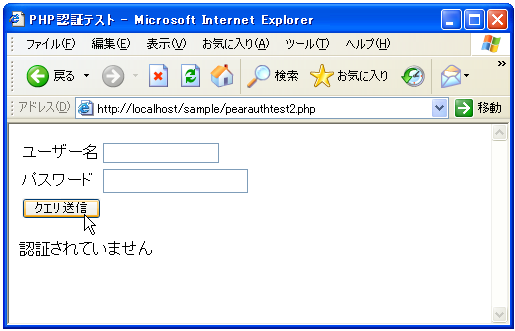 PHP認証テスト - Microsoft Internet Explorer
ファイル(F) 編集(E) 表示(V) お気に入り(A) ツール(T) ヘルプ(H)
戻る 検索 お気に入り
アドレス(D) http://localhost/sample/pearauthtest2.php 移動
ユーザー名
パスワード
クエリ送信
認証されていません